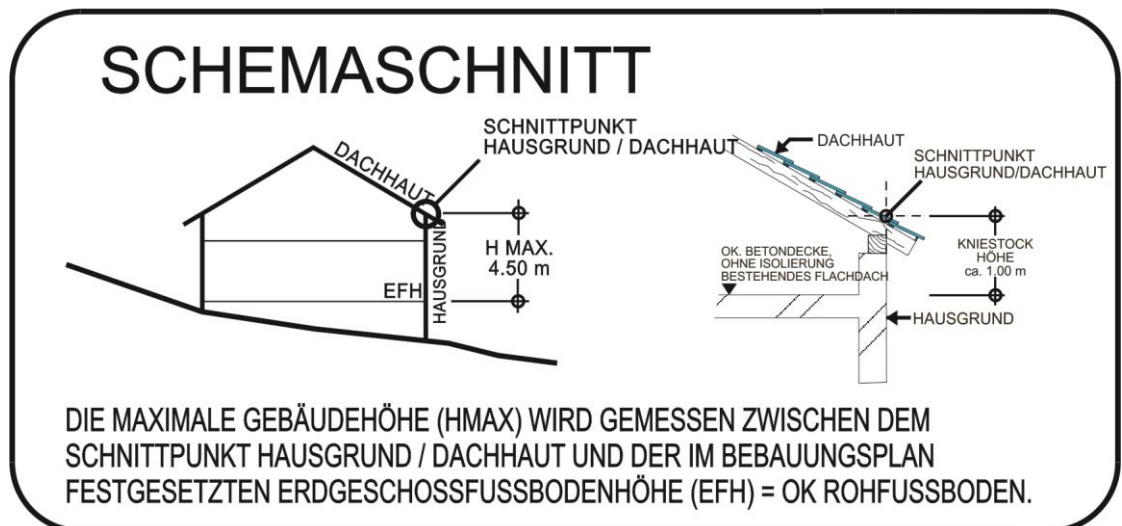 SCHEMASCHNITT
SCHNITTPUNKT
HAUSGRUND / DACHHAUT
DACHHAUT
H MAX.
4.50 m
EFH
HAUSGRUND
DACHHAUT
SCHNITTPUNKT
HAUSGRUND/DACHHAUT
OK. BETONDECKE,
OHNE ISOLIERUNG
BESTEHENDES FLACHDACH
KNIESTOCK
HÖHE
ca. 1.00 m
HAUSGRUND
DIE MAXIMALE GEBÄUDEHÖHE (HMAX) WIRD GEMESSEN ZWISCHEN DEM
SCHNITTPUNKT HAUSGRUND / DACHHAUT UND DER IM BEBAUUNGSPLAN
FESTGESETZTEN ERDGESCHOSSFUSSBODENHÖHE (EFH) = OK ROHFUSSBODEN.